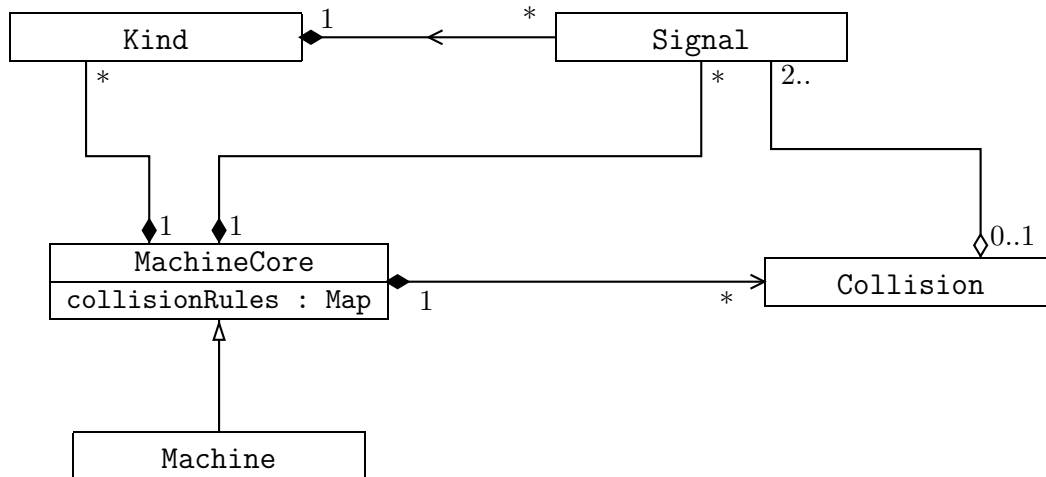 1
*
Kind
Signal
*
*
2..
1
1
0..1
MachineCore
collisionRules : Map
1
*
Collision
Machine